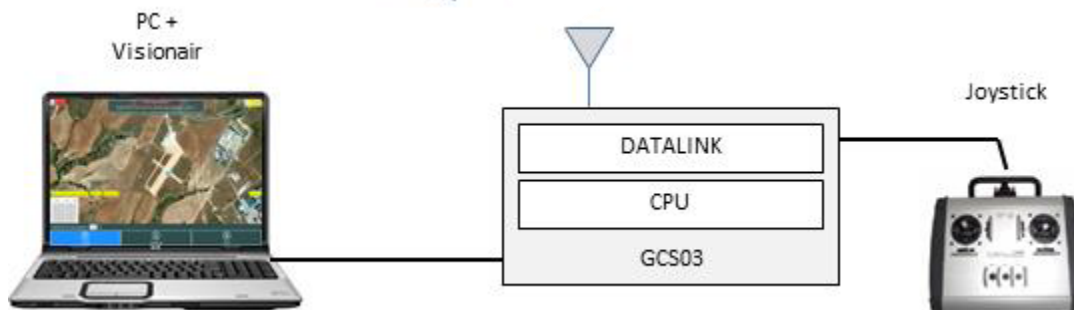 PC +
Visionair
Joystick
DATALINK
CPU
GCS03